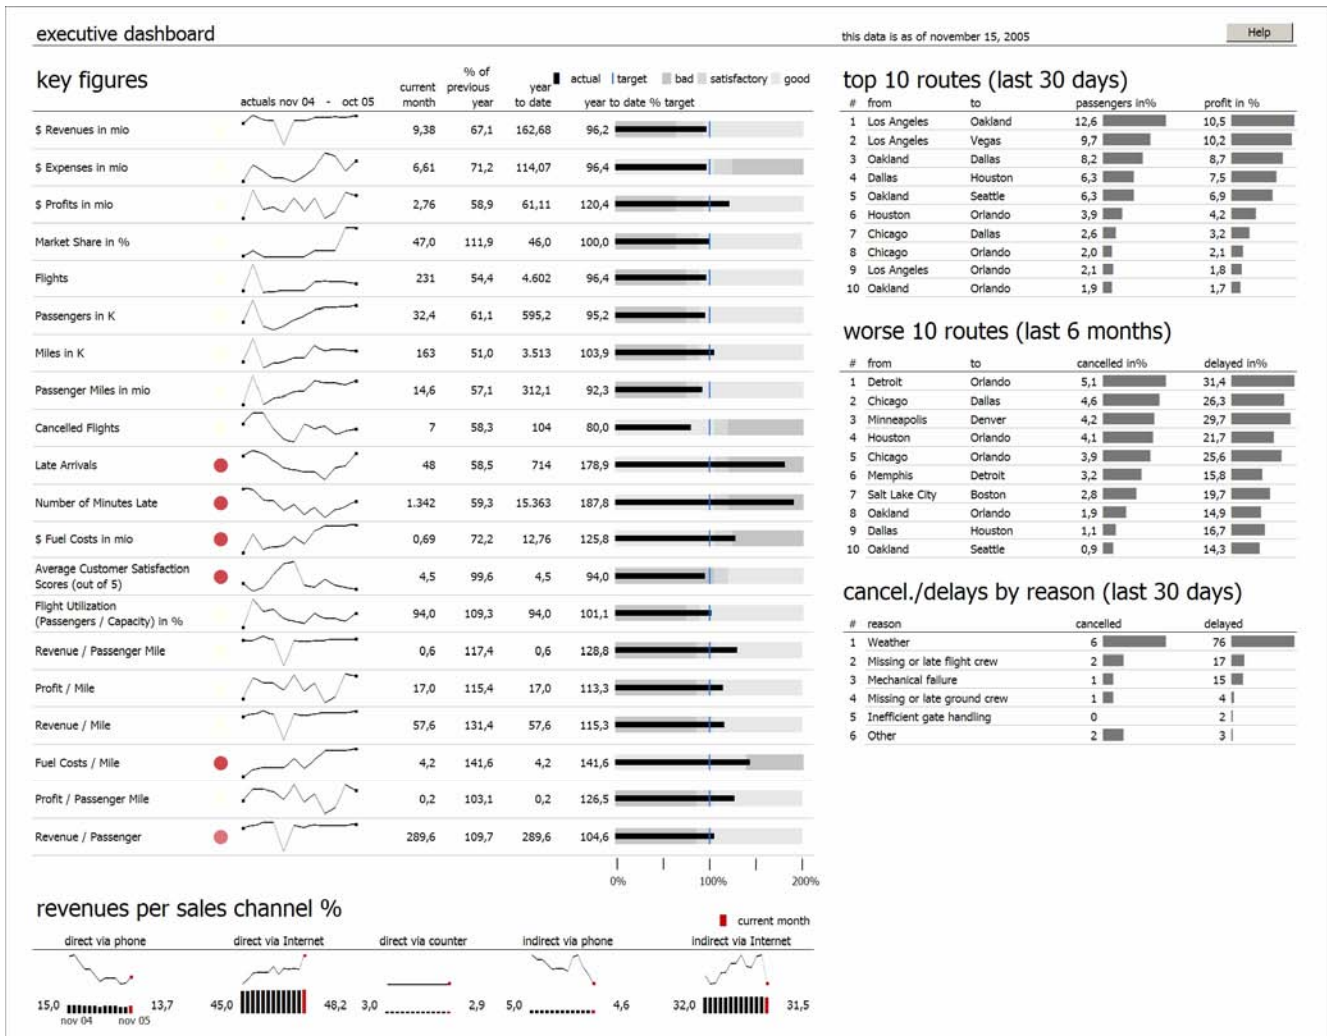 executive dashboard
this data is as of november 15, 2005
Help
key figures
actuals nov 04 - oct 05
current month
% of previous year
year to date
actual target bad satisfactory good
year to date % target
$ Revenues in mio 9,38 67,1 162,68 96,2
$ Expenses in mio 6,61 71,2 114,07 96,4
$ Profits in mio 2,76 58,9 61,11 120,4
Market Share in % 47,0 111,9 46,0 100,0
Flights 231 54,4 4.602 96,4
Passengers in K 32,4 61,1 595,2 95,2
Miles in K 163 51,0 3.513 103,9
Passenger Miles in mio 14,6 57,1 312,1 92,3
Cancelled Flights 7 58,3 104 80,0
Late Arrivals 48 58,5 714 178,9
Number of Minutes Late 1.342 59,3 15.363 187,8
$ Fuel Costs in mio 0,69 72,2 12,76 125,8
Average Customer Satisfaction
Scores (out of 5) 4,5 99,6 4,5 94,0
Flight Utilization
(Passengers / Capacity) in % 94,0 109,3 94,0 101,1
Revenue / Passenger Mile 0,6 117,4 0,6 128,8
Profit / Mile 17,0 115,4 17,0 113,3
Revenue / Mile 57,6 131,4 57,6 115,3
Fuel Costs / Mile 4,2 141,6 4,2 141,6
Profit / Passenger Mile 0,2 103,1 0,2 126,5
Revenue / Passenger 289,6 109,7 289,6 104,6
0% 100% 200%
revenues per sales channel %
current month
direct via phone direct via Internet direct via counter indirect via phone indirect via Internet
15,0 13,7 45,0 48,2 3,0 2,9 5,0 4,6 32,0 31,5
nov 04 nov 05
top 10 routes (last 30 days)
# from to passengers in% profit in %
1 Los Angeles Oakland 12,6 10,5
2 Los Angeles Vegas 9,7 10,2
3 Oakland Dallas 8,2 8,7
4 Dallas Houston 6,3 7,5
5 Oakland Seattle 6,3 6,9
6 Houston Orlando 3,9 4,2
7 Chicago Dallas 2,6 3,2
8 Chicago Orlando 2,0 2,1
9 Los Angeles Orlando 2,1 1,8
10 Oakland Orlando 1,9 1,7
worse 10 routes (last 6 months)
# from to cancelled in% delayed in%
1 Detroit Orlando 5,1 31,4
2 Chicago Dallas 4,6 26,3
3 Minneapolis Denver 4,2 29,7
4 Houston Orlando 4,1 21,7
5 Chicago Orlando 3,9 25,6
6 Memphis Detroit 3,2 15,8
7 Salt Lake City Boston 2,8 19,7
8 Oakland Orlando 1,9 14,9
9 Dallas Houston 1,1 16,7
10 Oakland Seattle 0,9 14,3
cancel./delays by reason (last 30 days)
# reason cancelled delayed
1 Weather 6 76
2 Missing or late flight crew 2 17
3 Mechanical failure 1 15
4 Missing or late ground crew 1 4
5 Inefficient gate handling 0 2
6 Other 2 3